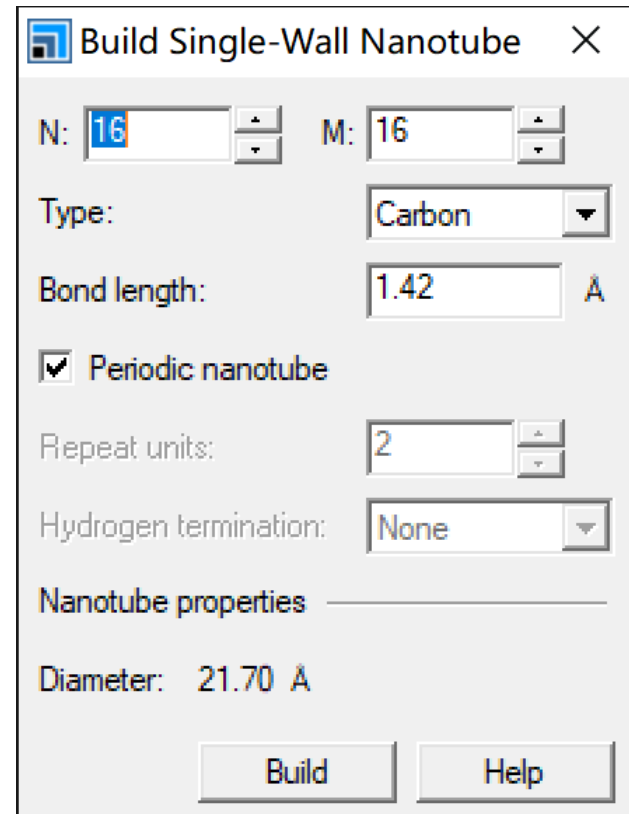 Build Single-Wall Nanotube
N: 16 M: 16
Type: Carbon
Bond length: 1.42 Å
Periodic nanotube
Repeat units: 2
Hydrogen termination: None
Nanotube properties
Diameter: 21.70 Å
Build Help